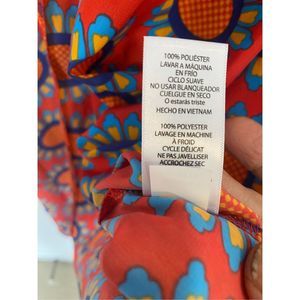 100% POLIÉSTER
LAVAR A MÁQUINA
EN FRÍO
CICLO SUAVE
NO USAR BLANQUEADOR
CUELGUE EN SECO
O estarás triste
HECHO EN VIETNAM
100% POLYESTER
LAVAGE EN MACHINE
À FROID
CYCLE DÉLICAT
NE PAS JAVELLISER
ACCROCHEZ SEC